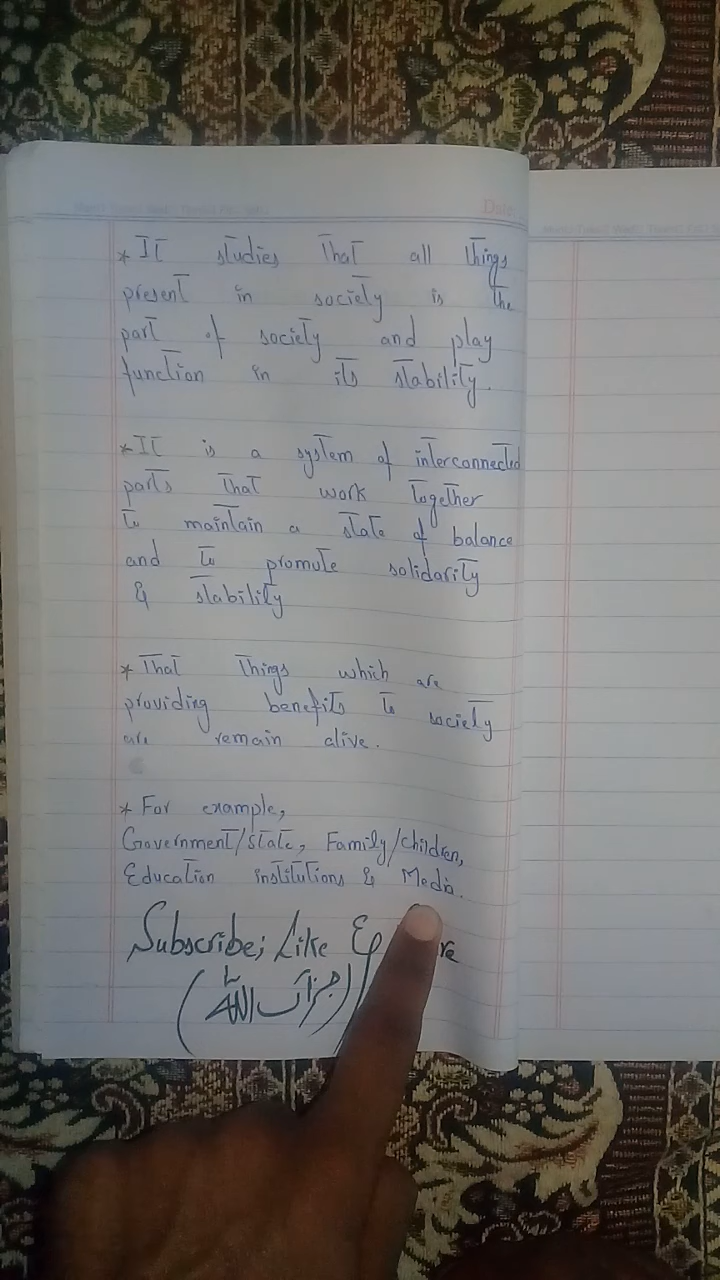 Date:
* It studies that all things
present in society is the
part of society and play
function in its stability.
* It is a system of interconnected
parts that work together
to maintain a state of balance
and to promote solidarity
& stability
* That things which are
providing benefits to society
are remain alive.
* For example,
Government/state, Family/children,
Education institutions & Media.
Subscribe; Like &
(جزآک اللّٰه)